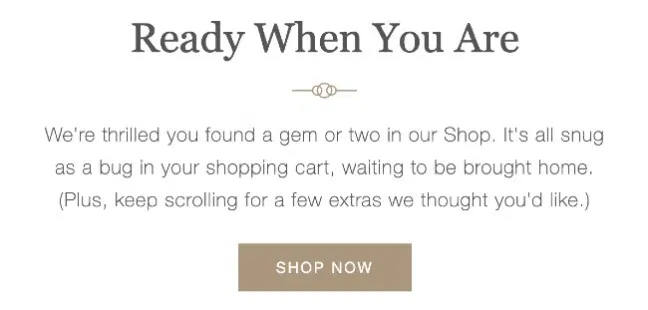 Ready When You Are
We're thrilled you found a gem or two in our Shop. It's all snug
as a bug in your shopping cart, waiting to be brought home.
(Plus, keep scrolling for a few extras we thought you'd like.)
SHOP NOW